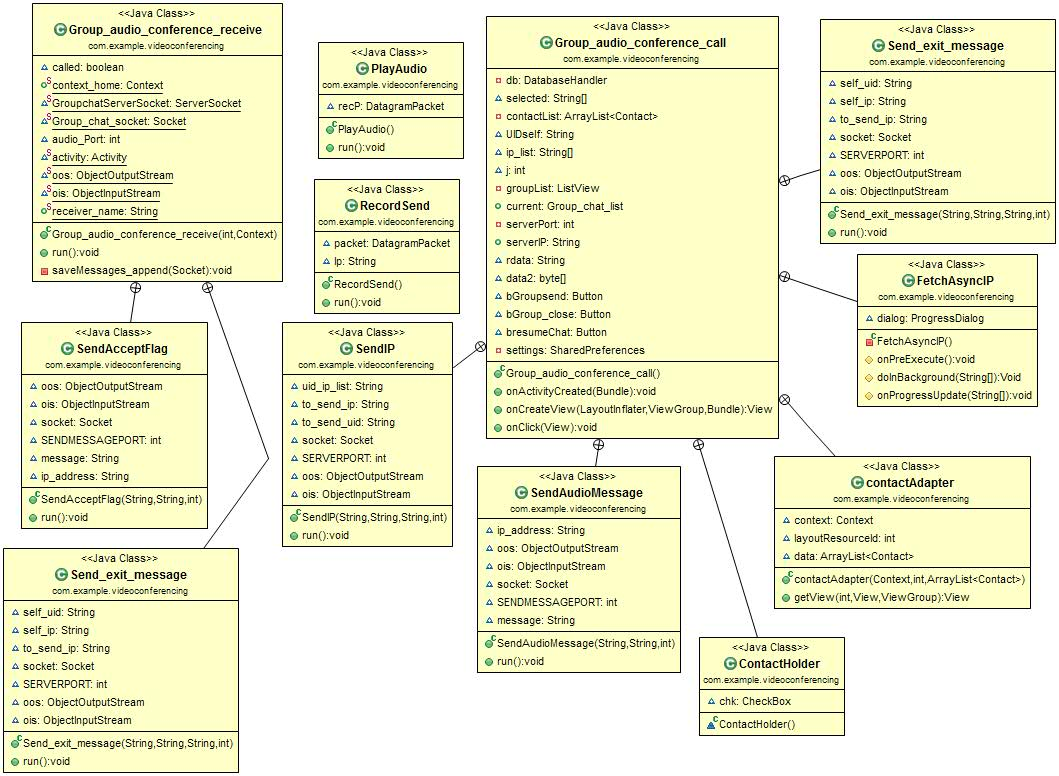 <<Java Class>>
Group_audio_conference_receive
com.example.videoconferencing
called: boolean
context_home: Context
GroupchatServerSocket: ServerSocket
Group_chat_socket: Socket
audio_Port: int
activity: Activity
oos: ObjectOutputStream
ois: ObjectInputStream
receiver_name: String
Group_audio_conference_receive(int,Context)
run():void
saveMessages_append(Socket):void
<<Java Class>>
PlayAudio
com.example.videoconferencing
recP: DatagramPacket
PlayAudio()
run():void
<<Java Class>>
RecordSend
com.example.videoconferencing
packet: DatagramPacket
Ip: String
RecordSend()
run():void
<<Java Class>>
Group_audio_conference_call
com.example.videoconferencing
db: DatabaseHandler
selected: String[]
contactList: ArrayList<Contact>
UIDself: String
ip_list: String[]
j: int
groupList: ListView
current: Group_chat_list
serverPort: int
serverIP: String
rdata: String
data2: byte[]
bGroupsend: Button
bGroup_close: Button
bresumeChat: Button
settings: SharedPreferences
Group_audio_conference_call()
onActivityCreated(Bundle):void
onCreateView(LayoutInflater,ViewGroup,Bundle):View
onClick(View):void
<<Java Class>>
Send_exit_message
com.example.videoconferencing
self_uid: String
self_ip: String
to_send_ip: String
socket: Socket
SERVERPORT: int
oos: ObjectOutputStream
ois: ObjectInputStream
Send_exit_message(String,String,String,int)
run():void
<<Java Class>>
FetchAsyncIP
com.example.videoconferencing
dialog: ProgressDialog
FetchAsyncIP()
onPreExecute():void
doInBackground(String[]):Void
onProgressUpdate(String[]):void
<<Java Class>>
SendAcceptFlag
com.example.videoconferencing
oos: ObjectOutputStream
ois: ObjectInputStream
socket: Socket
SENDMESSAGEPORT: int
message: String
ip_address: String
SendAcceptFlag(String,String,int)
run():void
<<Java Class>>
SendIP
com.example.videoconferencing
uid_ip_list: String
to_send_ip: String
to_send_uid: String
socket: Socket
SERVERPORT: int
oos: ObjectOutputStream
ois: ObjectInputStream
SendIP(String,String,String,int)
run():void
<<Java Class>>
SendAudioMessage
com.example.videoconferencing
ip_address: String
oos: ObjectOutputStream
ois: ObjectInputStream
socket: Socket
SENDMESSAGEPORT: int
message: String
SendAudioMessage(String,String,int)
run():void
<<Java Class>>
contactAdapter
com.example.videoconferencing
context: Context
layoutResourceId: int
data: ArrayList<Contact>
contactAdapter(Context,int,ArrayList<Contact>)
getView(int,View,ViewGroup):View
<<Java Class>>
Send_exit_message
com.example.videoconferencing
self_uid: String
self_ip: String
to_send_ip: String
socket: Socket
SERVERPORT: int
oos: ObjectOutputStream
ois: ObjectInputStream
Send_exit_message(String,String,String,int)
run():void
<<Java Class>>
ContactHolder
com.example.videoconferencing
chk: CheckBox
ContactHolder()